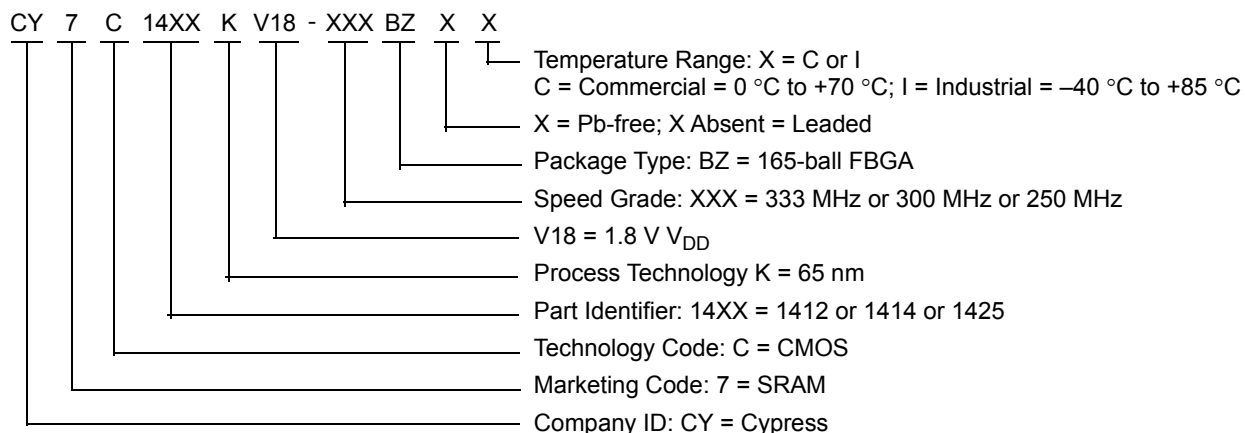 CY 7 C 14XX K V18 - XXX BZ X X
Temperature Range: X = C or I
C = Commercial = 0 °C to +70 °C; I = Industrial = –40 °C to +85 °C
X = Pb-free; X Absent = Leaded
Package Type: BZ = 165-ball FBGA
Speed Grade: XXX = 333 MHz or 300 MHz or 250 MHz
V18 = 1.8 V VDD
Process Technology K = 65 nm
Part Identifier: 14XX = 1412 or 1414 or 1425
Technology Code: C = CMOS
Marketing Code: 7 = SRAM
Company ID: CY = Cypress